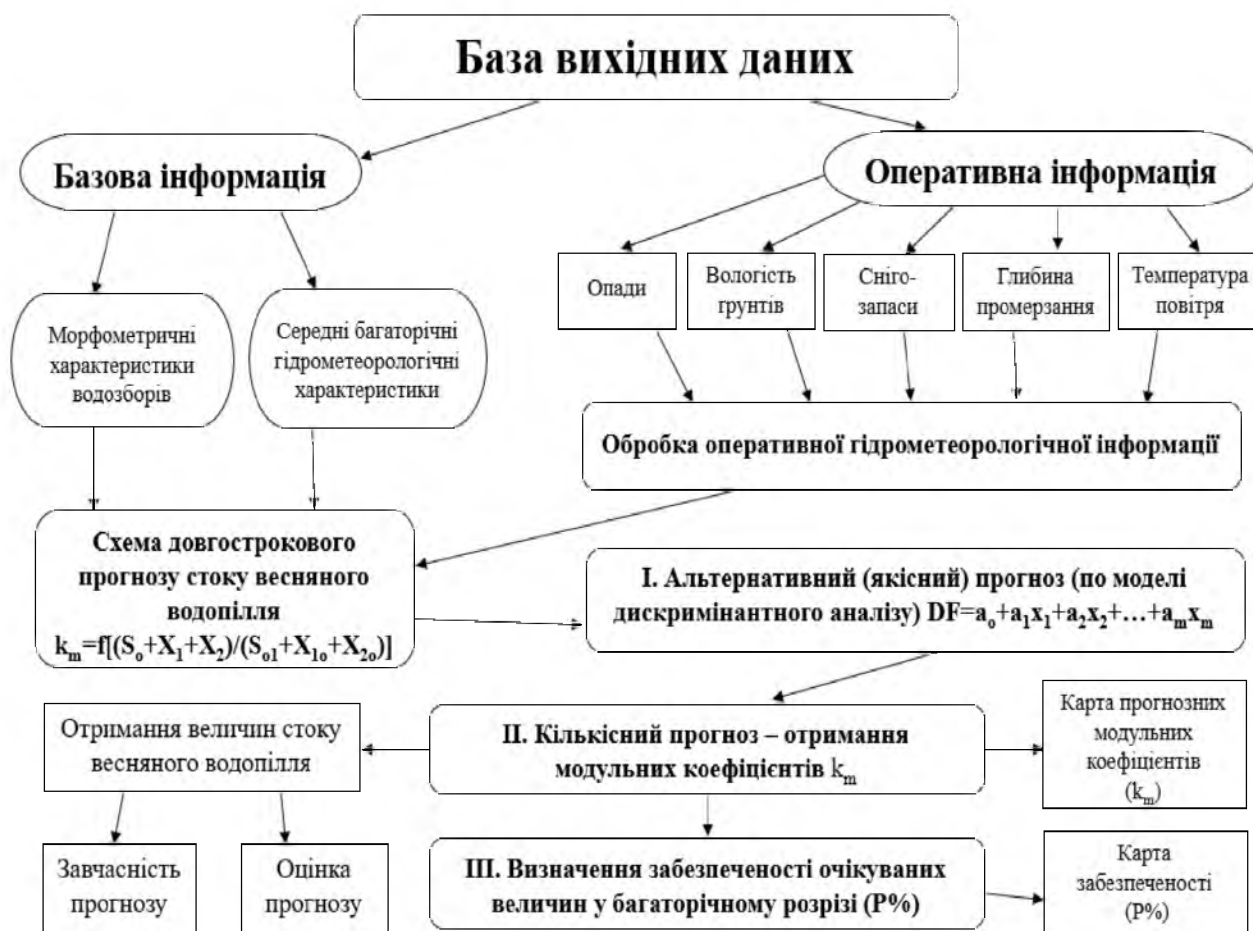 База вихідних даних
Базова інформація
Оперативна інформація
Опади
Вологість
ґрунтів
Сніго-
запаси
Глибина
промерзання
Температура
повітря
Морфометричні
характеристики
водозборів
Середні багаторічні
гідрометеорологічні
характеристики
Обробка оперативної гідрометеорологічної інформації
Схема довгострокового
прогнозу стоку весняного
водопілля
kₘ=f[(Sₒ+X₁+X₂)/(Sₒ₁+X₁ₒ+X₂ₒ)]
І. Альтернативний (якісний) прогноз (по моделі
дискримінантного аналізу) DF=aₒ+a₁x₁+a₂x₂+…+aₘxₘ
Отримання величин стоку
весняного водопілля
ІІ. Кількісний прогноз – отримання
модульних коефіцієнтів kₘ
Карта прогнозних
модульних
коефіцієнтів
(kₘ)
Завчасність
прогнозу
Оцінка
прогнозу
ІІІ. Визначення забезпеченості очікуваних
величин у багаторічному розрізі (P%)
Карта
забезпеченості
(P%)